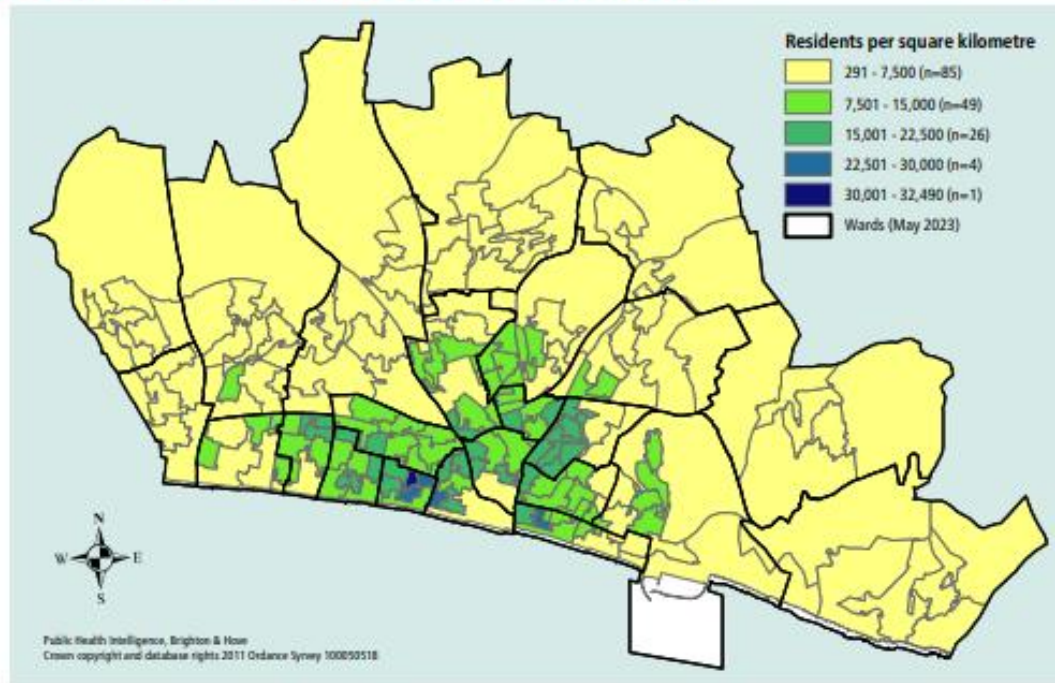 Residents per square kilometre
291 - 7,500 (n=85)
7,501 - 15,000 (n=49)
15,001 - 22,500 (n=26)
22,501 - 30,000 (n=4)
30,001 - 32,490 (n=1)
Wards (May 2023)
N
W E
S
Public Health Intelligence, Brighton & Hove
Crown copyright and database rights 2011 Ordance Syrvey 100050518